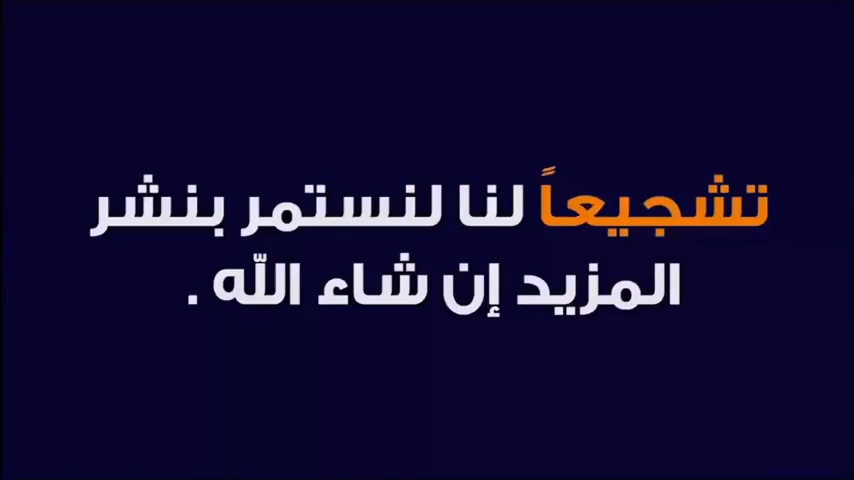 تشجيعاً لنا لنستمر بنشر
المزيد إن شاء الله .